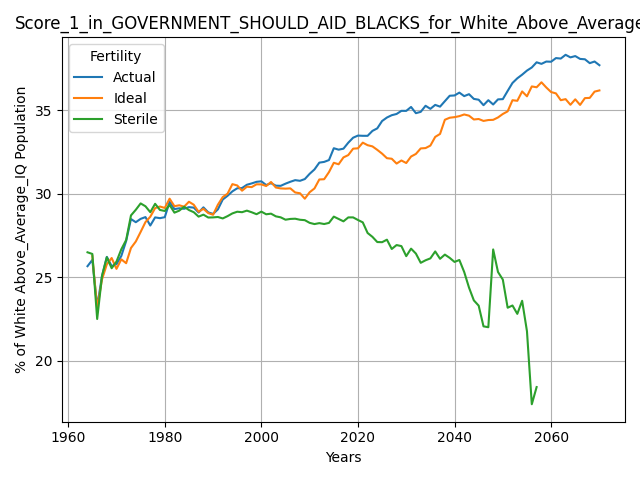 Score_1_in_GOVERNMENT_SHOULD_AID_BLACKS_for_White_Above_Average
Fertility
Actual
Ideal
Sterile
% of White Above_Average_IQ Population
35
30
25
20
1960
1980
2000
2020
2040
2060
Years